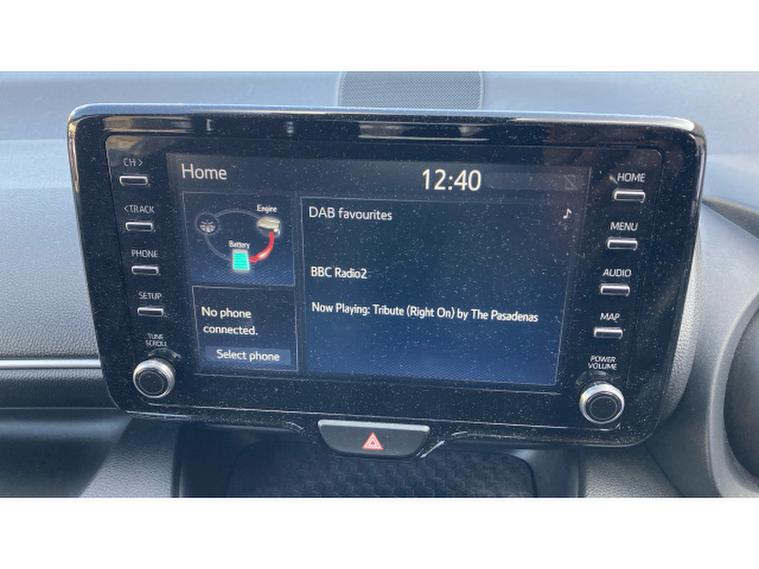 CH >
< TRACK
PHONE
SETUP
TUNE
SCROLL
Home
12:40
Engine
Battery
No phone
connected.
Select phone
DAB favourites
BBC Radio2
Now Playing: Tribute (Right On) by The Pasadenas
HOME
MENU
AUDIO
MAP
POWER
VOLUME